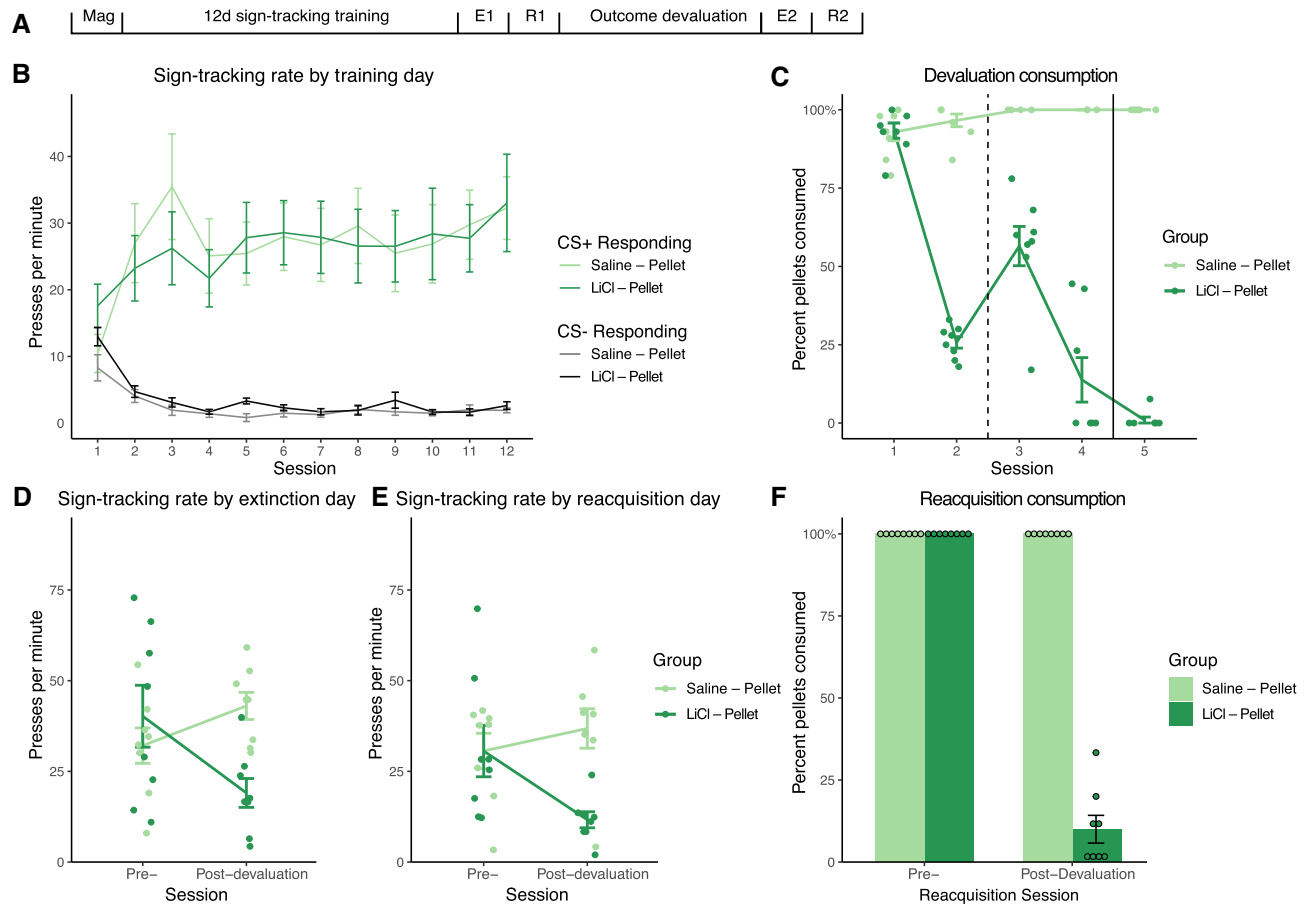 A
Mag
12d sign-tracking training
E1
R1
Outcome devaluation
E2
R2
B
Sign-tracking rate by training day
Presses per minute
40
30
20
10
0
1 2 3 4 5 6 7 8 9 10 11 12
Session
CS+ Responding
Saline – Pellet
LiCl – Pellet
CS- Responding
Saline – Pellet
LiCl – Pellet
C
Devaluation consumption
Percent pellets consumed
100%
75
50
25
0
1 2 3 4 5
Session
Group
Saline – Pellet
LiCl – Pellet
D
Sign-tracking rate by extinction day
Presses per minute
75
50
25
0
Pre– Post–devaluation
Session
E
Sign-tracking rate by reacquisition day
Presses per minute
75
50
25
0
Pre– Post–devaluation
Session
Group
Saline – Pellet
LiCl – Pellet
F
Reacquisition consumption
Percent pellets consumed
100%
75
50
25
0
Pre– Post–Devaluation
Reacquisition Session
Group
Saline – Pellet
LiCl – Pellet